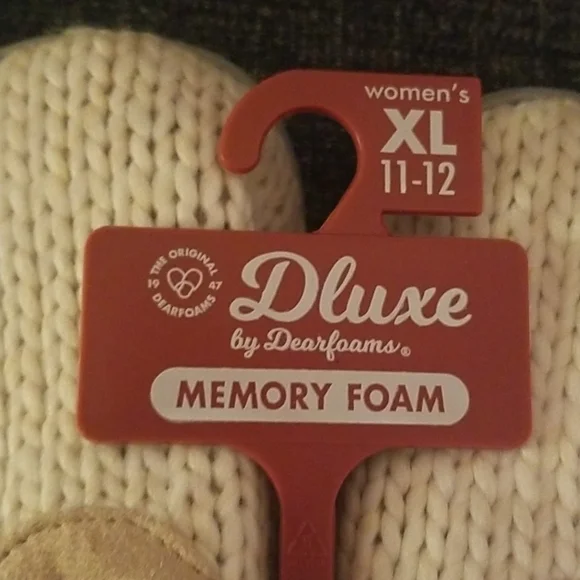 women's
XL
11-12
THE ORIGINAL
19 47
DEARFOAMS
Dluxe
by Dearfoams®
MEMORY FOAM